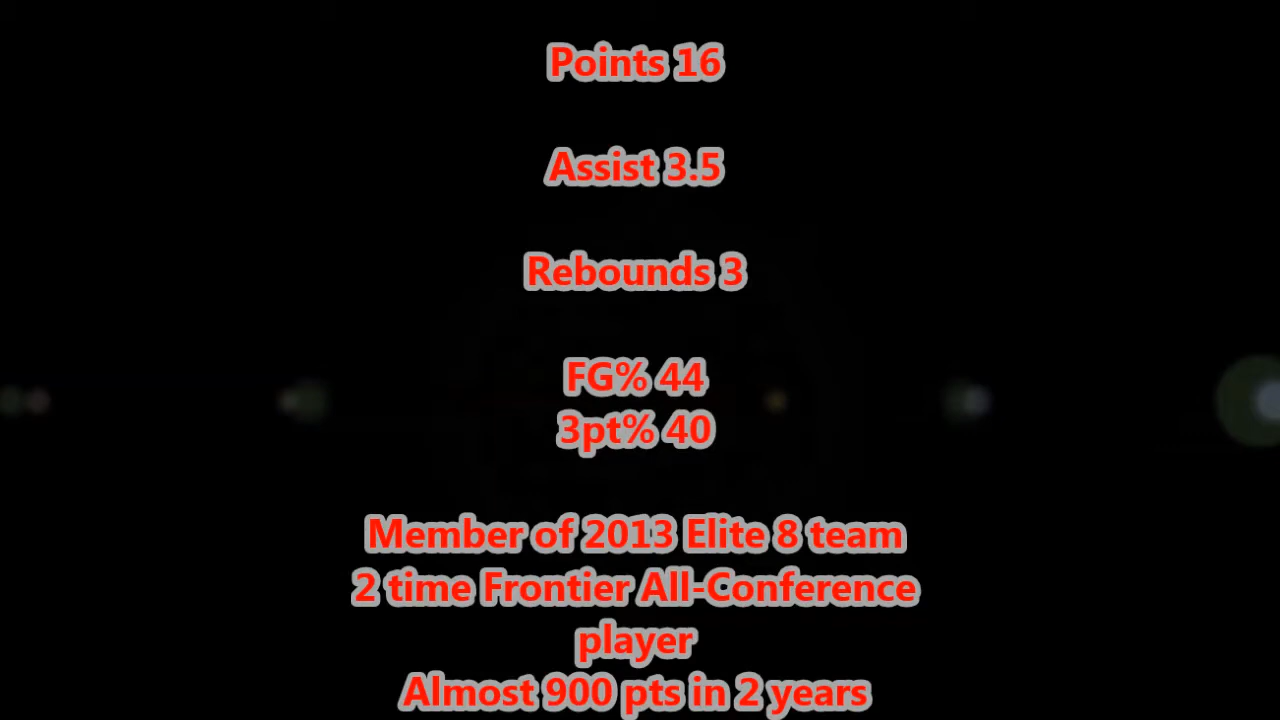 Points 16
Assist 3.5
Rebounds 3
FG% 44
3pt% 40
Member of 2013 Elite 8 team
2 time Frontier All-Conference
player
Almost 900 pts in 2 years